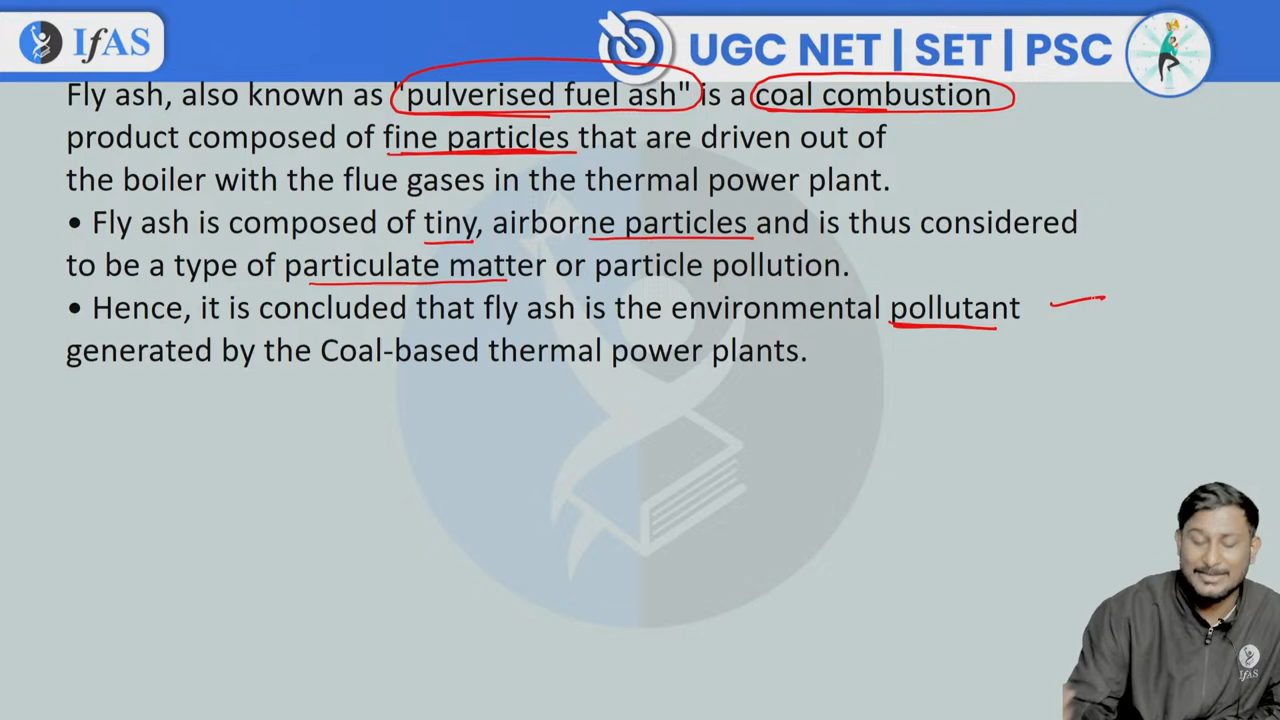 IfAS
UGC NET | SET | PSC
Fly ash, also known as "pulverised fuel ash" is a coal combustion
product composed of fine particles that are driven out of
the boiler with the flue gases in the thermal power plant.
• Fly ash is composed of tiny, airborne particles and is thus considered
to be a type of particulate matter or particle pollution.
• Hence, it is concluded that fly ash is the environmental pollutant
generated by the Coal-based thermal power plants.
IfAS